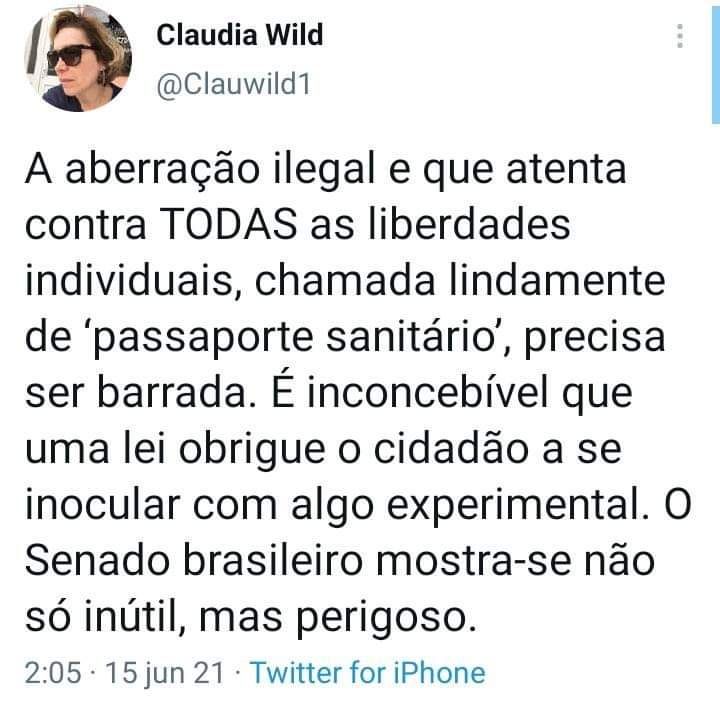 Claudia Wild
@Clauwild1
A aberração ilegal e que atenta
contra TODAS as liberdades
individuais, chamada lindamente
de ‘passaporte sanitário’, precisa
ser barrada. É inconcebível que
uma lei obrigue o cidadão a se
inocular com algo experimental. O
Senado brasileiro mostra-se não
só inútil, mas perigoso.
2:05 · 15 jun 21 · Twitter for iPhone